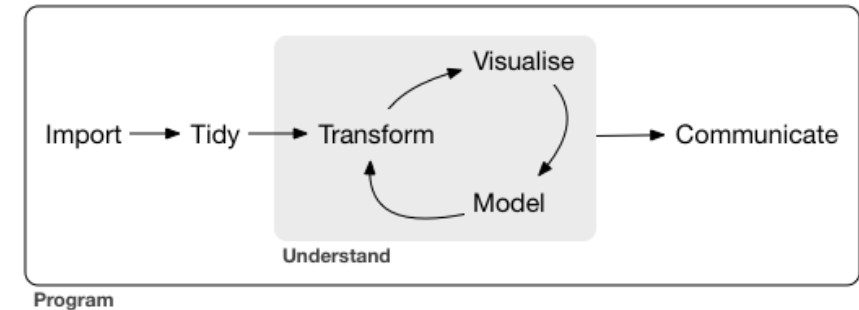 Visualise
Import Tidy Transform Communicate
Model
Understand
Program